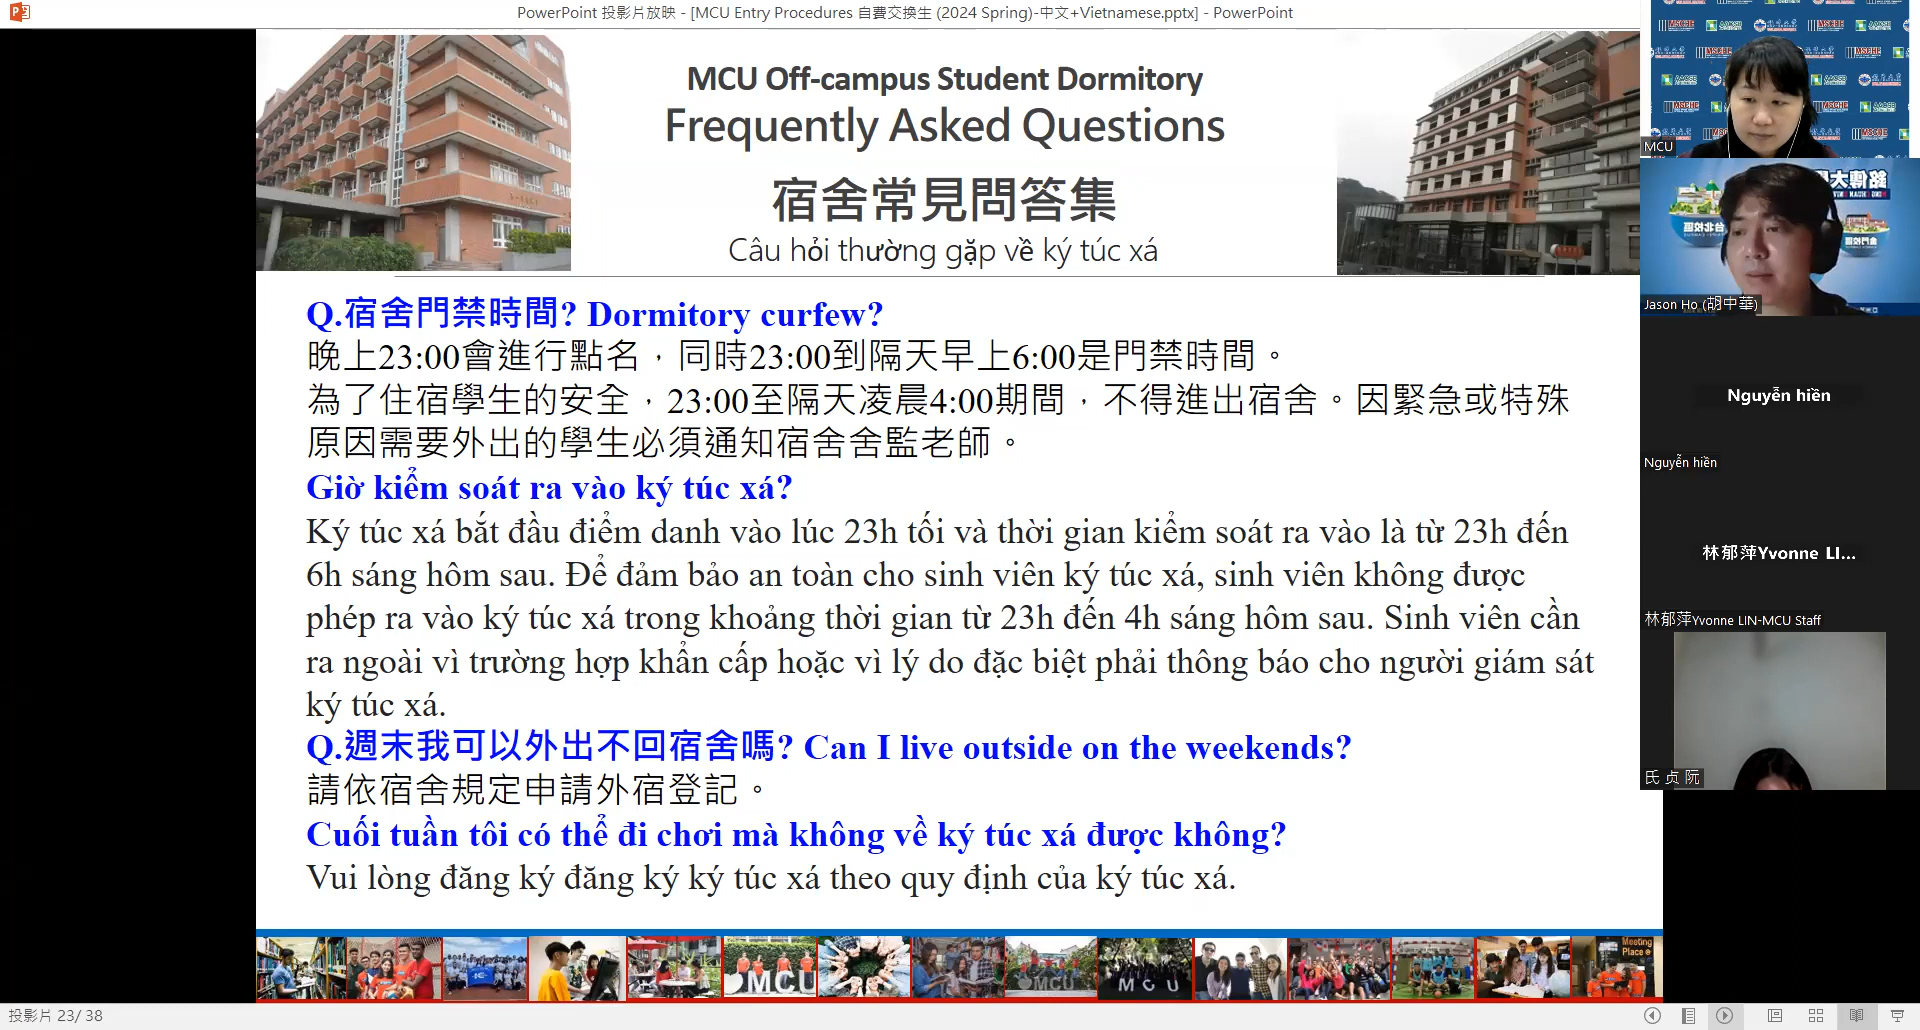 PowerPoint 投影片放映 - [MCU Entry Procedures 自費交換生 (2024 Spring)-中文+Vietnamese.pptx] - PowerPoint
MCU Off-campus Student Dormitory
Frequently Asked Questions
宿舍常見問答集
Câu hỏi thường gặp về ký túc xá
Q.宿舍門禁時間? Dormitory curfew?
晚上23:00會進行點名，同時23:00到隔天早上6:00是門禁時間。
為了住宿學生的安全，23:00至隔天凌晨4:00期間，不得進出宿舍。因緊急或特殊
原因需要外出的學生必須通知宿舍舍監老師。
Giờ kiểm soát ra vào ký túc xá?
Ký túc xá bắt đầu điểm danh vào lúc 23h tối và thời gian kiểm soát ra vào là từ 23h đến
6h sáng hôm sau. Để đảm bảo an toàn cho sinh viên ký túc xá, sinh viên không được
phép ra vào ký túc xá trong khoảng thời gian từ 23h đến 4h sáng hôm sau. Sinh viên cần
ra ngoài vì trường hợp khẩn cấp hoặc vì lý do đặc biệt phải thông báo cho người giám sát
ký túc xá.
Q.週末我可以外出不回宿舍嗎? Can I live outside on the weekends?
請依宿舍規定申請外宿登記。
Cuối tuần tôi có thể đi chơi mà không về ký túc xá được không?
Vui lòng đăng ký đăng ký ký túc xá theo quy định của ký túc xá.
MCU
Jason Ho (胡中華)
Nguyễn hiền
Nguyễn hiền
林郁萍Yvonne LI...
林郁萍Yvonne LIN-MCU Staff
氏 贞 阮
MCU
MCU
M C U
Meeting
Place
投影片 23/ 38